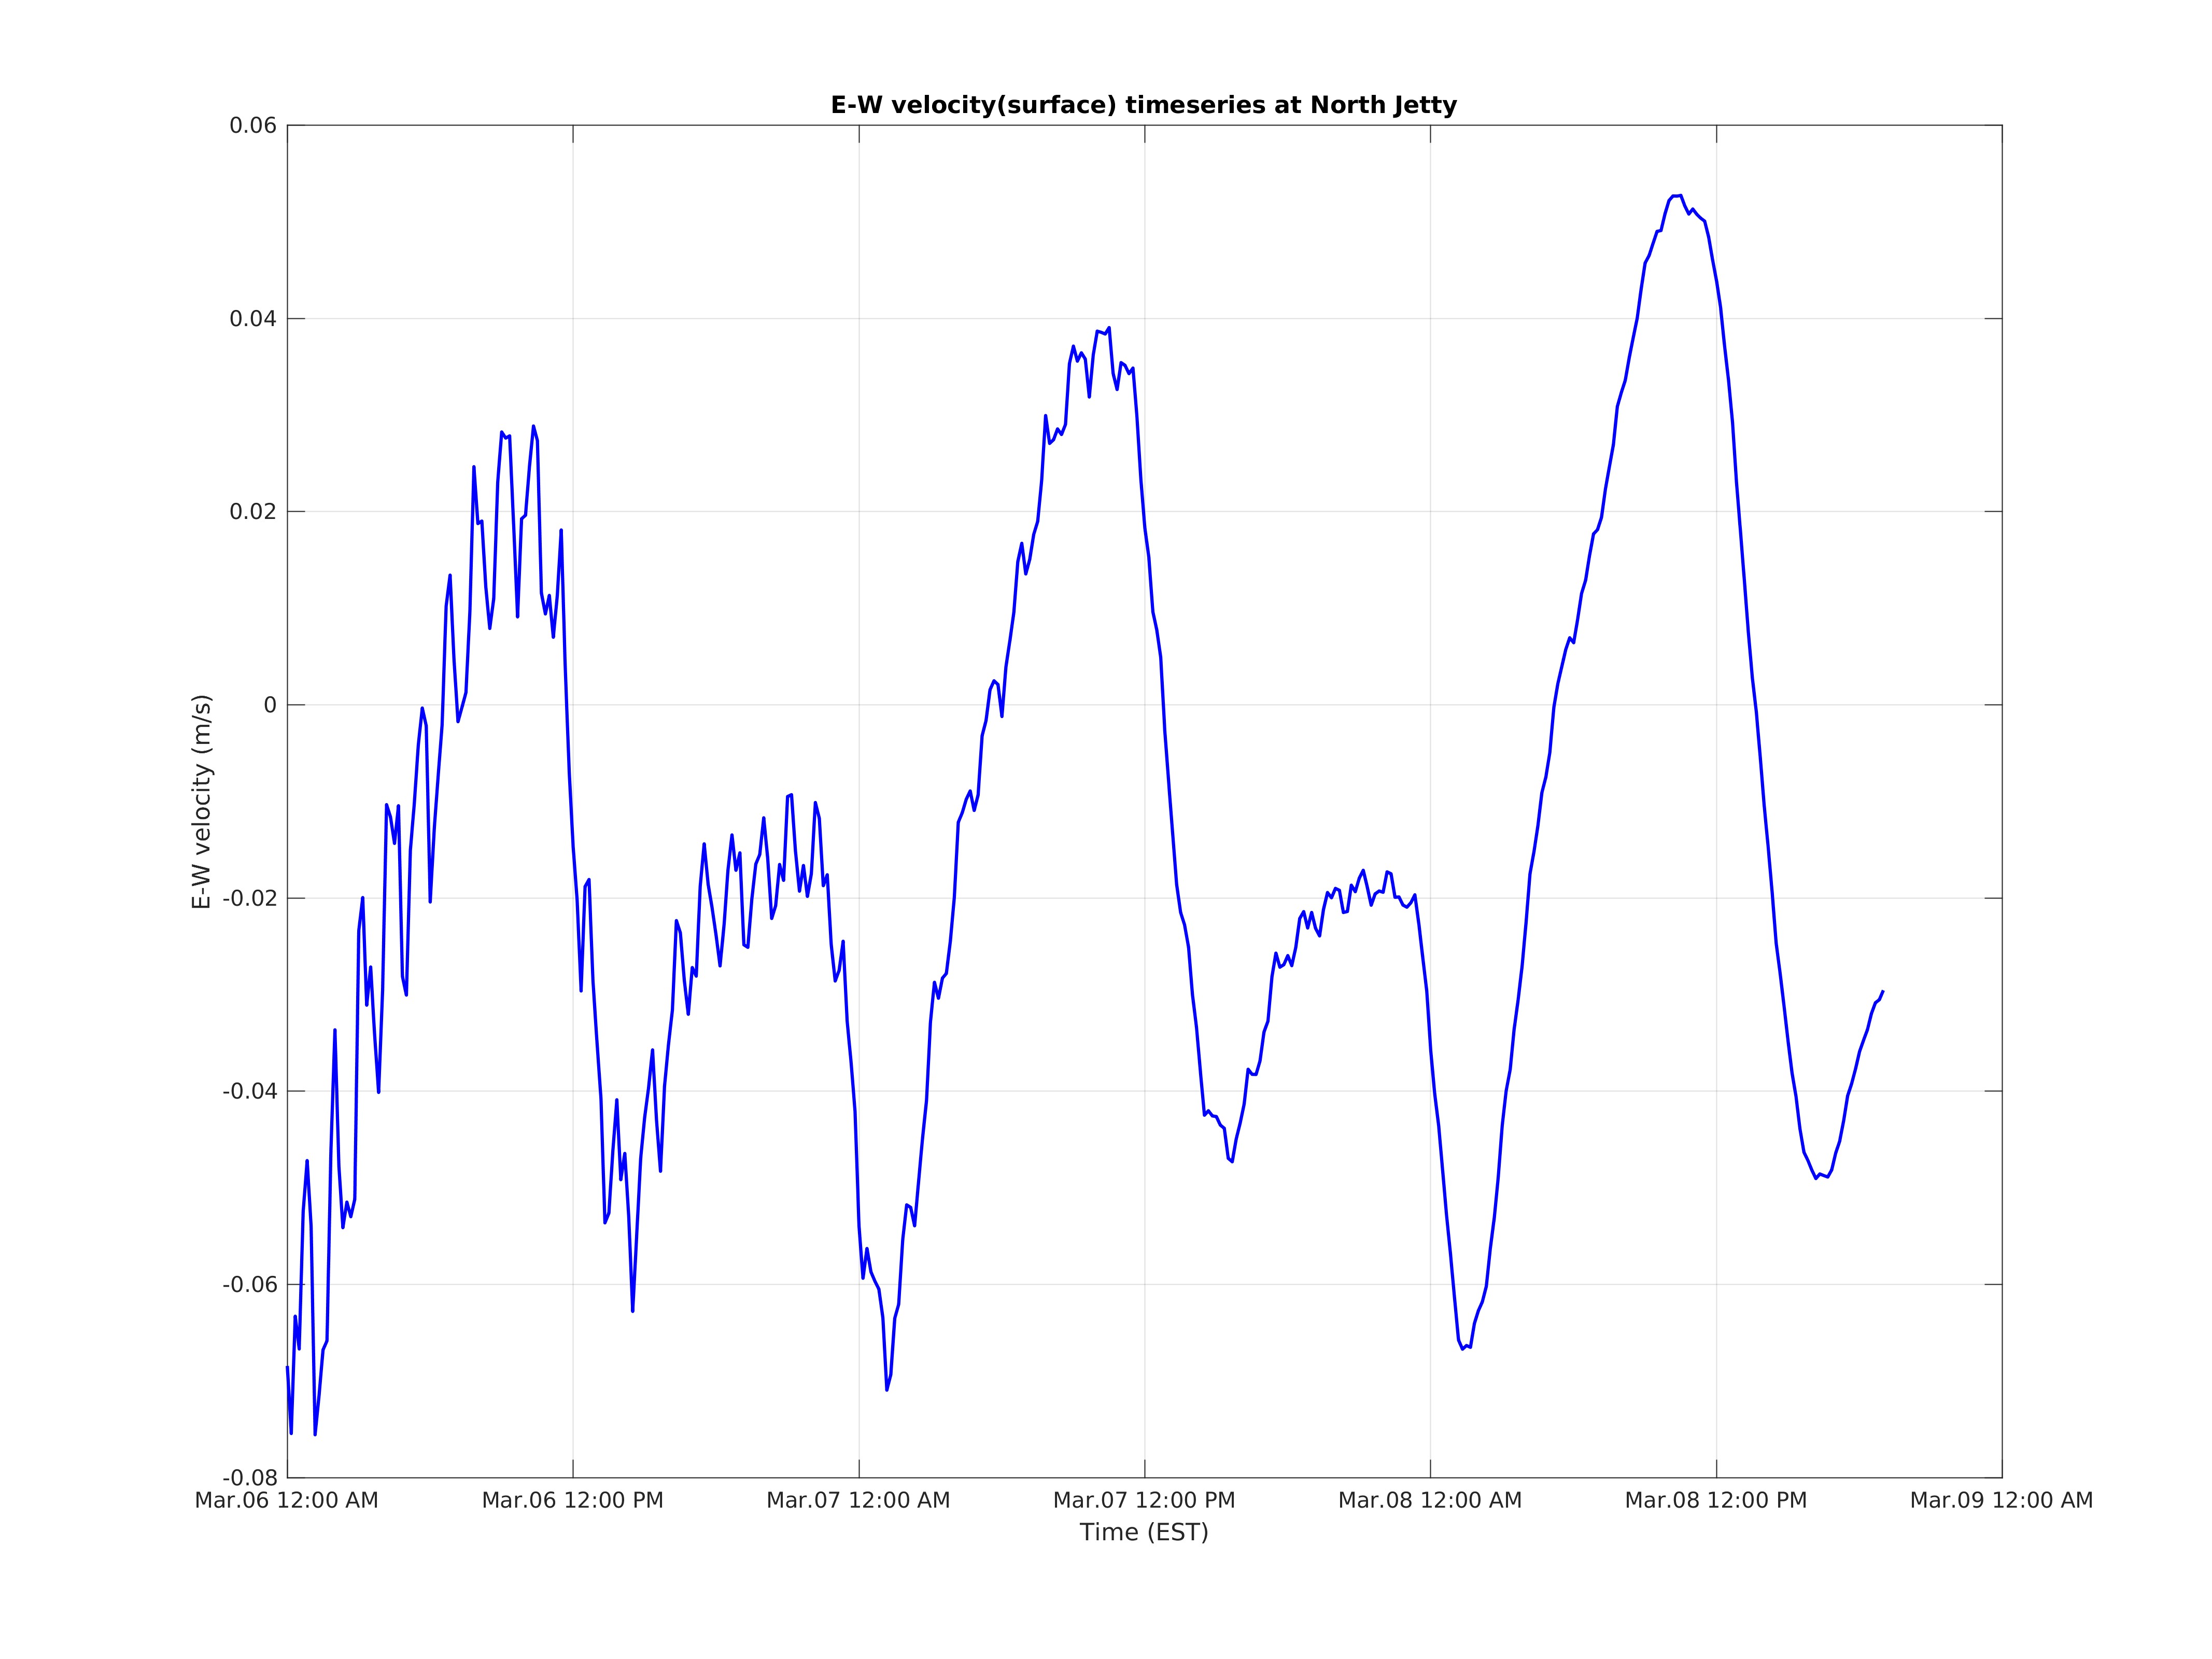 E-W velocity(surface) timeseries at North Jetty
0.06
0.04
0.02
0
-0.02
-0.04
-0.06
-0.08
E-W velocity (m/s)
Mar.06 12:00 AM Mar.06 12:00 PM Mar.07 12:00 AM Mar.07 12:00 PM Mar.08 12:00 AM Mar.08 12:00 PM Mar.09 12:00 AM
Time (EST)